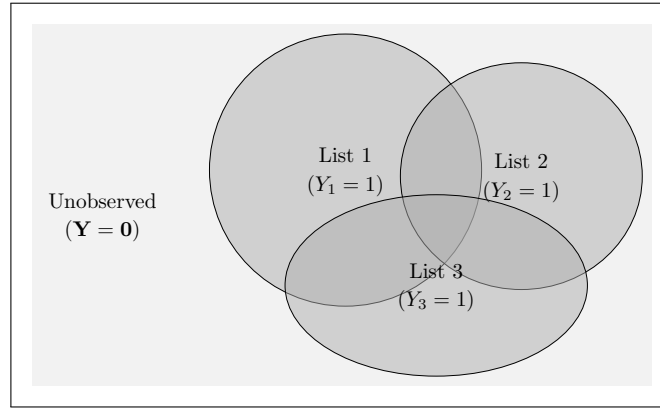 List 1
(Y₁ = 1)
List 2
(Y₂ = 1)
Unobserved
(𝐘 = 𝟎)
List 3
(Y₃ = 1)